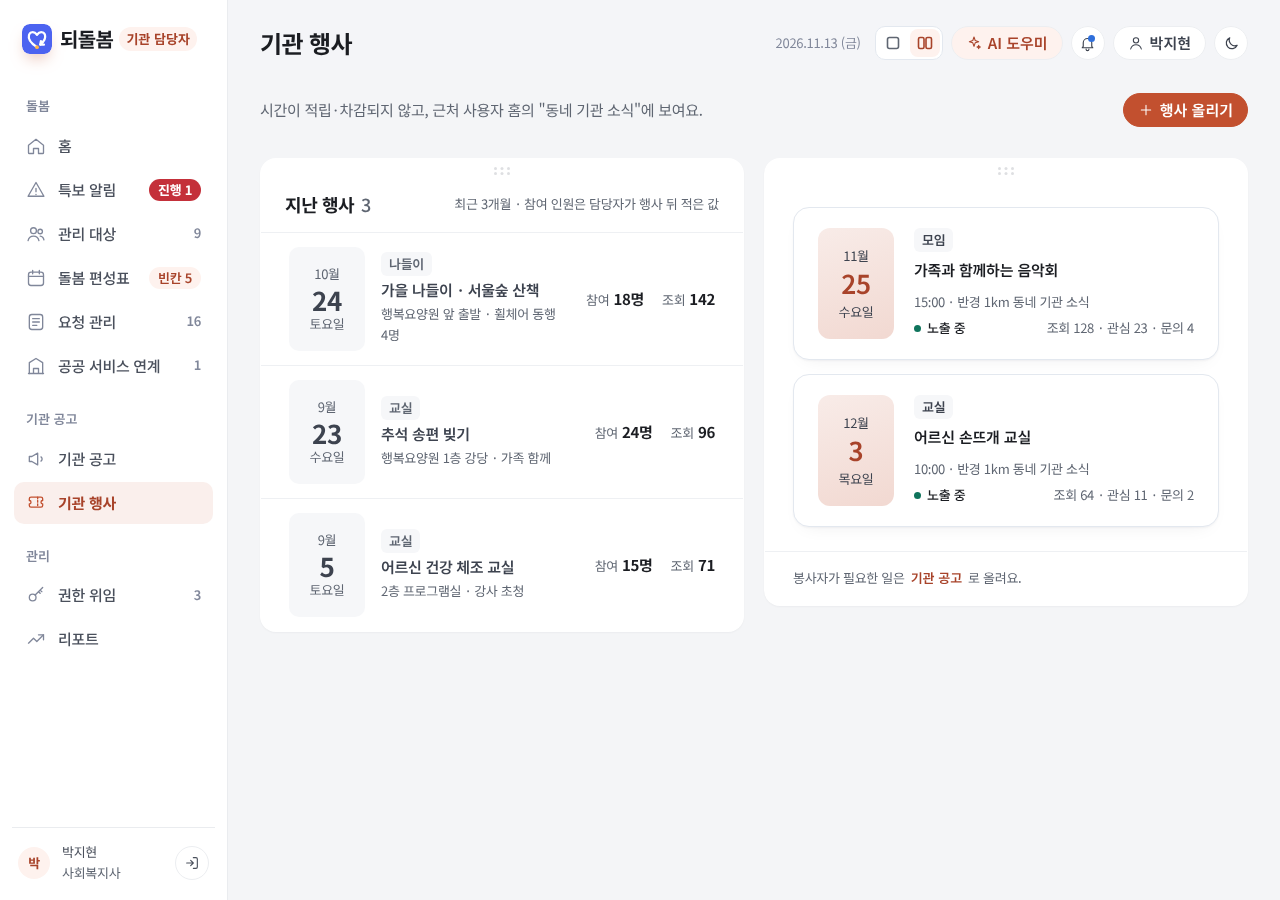 되돌봄 기관 담당자
돌봄
홈
특보 알림 진행 1
관리 대상 9
돌봄 편성표 빈칸 5
요청 관리 16
공공 서비스 연계 1
기관 공고
기관 공고
기관 행사
관리
권한 위임 3
리포트
박 박지현
사회복지사
기관 행사
2026.11.13 (금) AI 도우미 박지현
시간이 적립·차감되지 않고, 근처 사용자 홈의 "동네 기관 소식"에 보여요.
행사 올리기
지난 행사 3 최근 3개월 · 참여 인원은 담당자가 행사 뒤 적은 값
10월
24
토요일
나들이
가을 나들이 · 서울숲 산책
행복요양원 앞 출발 · 휠체어 동행
4명
참여 18명 조회 142
9월
23
수요일
교실
추석 송편 빚기
행복요양원 1층 강당 · 가족 함께
참여 24명 조회 96
9월
5
토요일
교실
어르신 건강 체조 교실
2층 프로그램실 · 강사 초청
참여 15명 조회 71
11월
25
수요일
모임
가족과 함께하는 음악회
15:00 · 반경 1km 동네 기관 소식
노출 중 조회 128 · 관심 23 · 문의 4
12월
3
목요일
교실
어르신 손뜨개 교실
10:00 · 반경 1km 동네 기관 소식
노출 중 조회 64 · 관심 11 · 문의 2
봉사자가 필요한 일은 기관 공고 로 올려요.